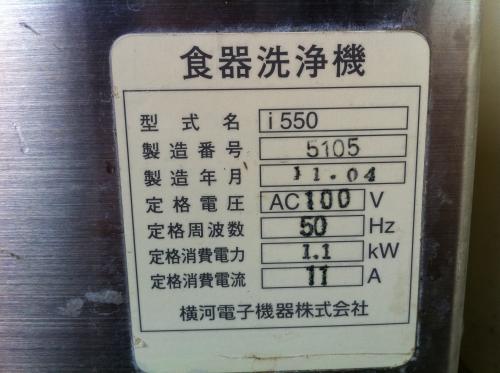 食器洗浄機
型式名 i550
製造番号 5105
製造年月 11.04
定格電圧 AC100 V
定格周波数 50 Hz
定格消費電力 1.1 kW
定格消費電流 11 A
横河電子機器株式会社